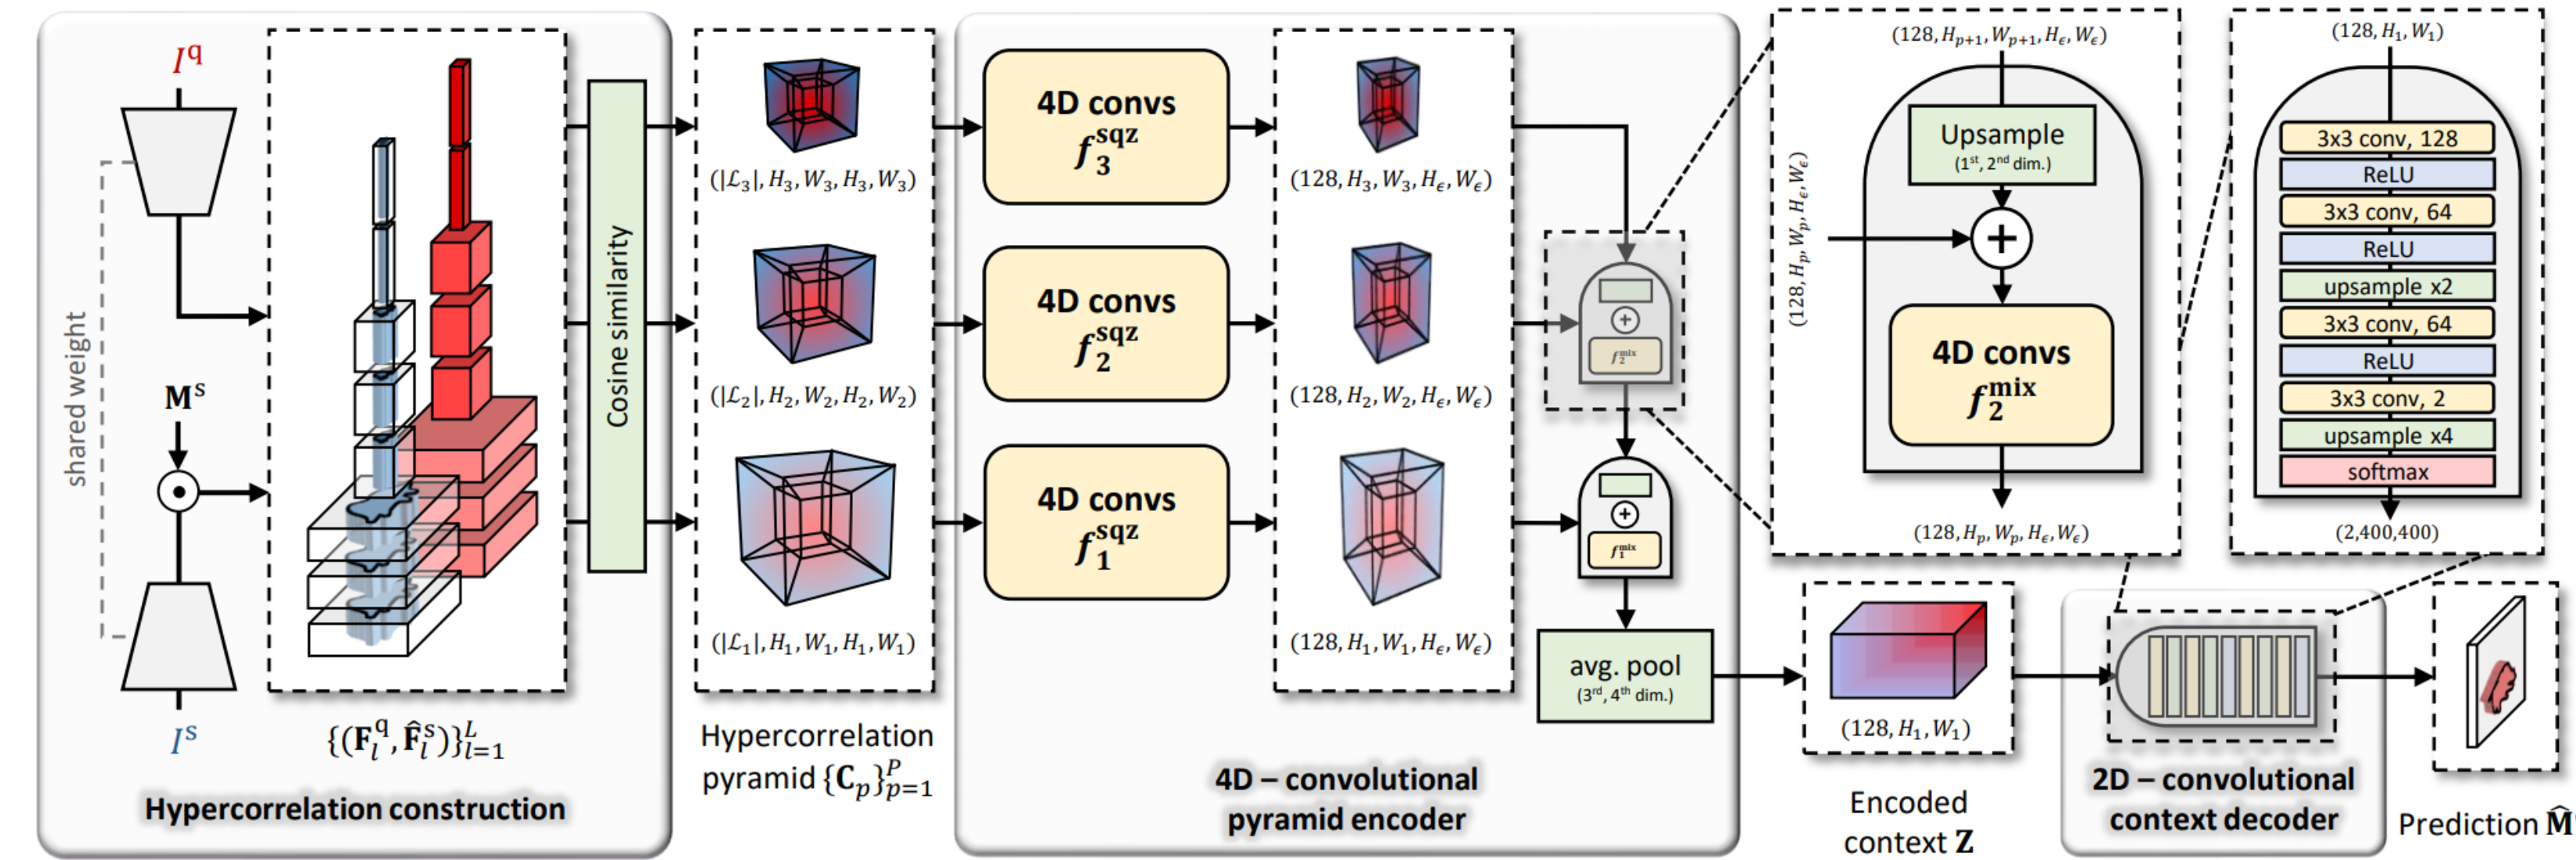 I^q
shared weight
M^s
I^s
{(F_l^q, F̂_l^s)}_{l=1}^L
Hypercorrelation construction
Cosine similarity
(|ℒ_3|, H_3, W_3, H_3, W_3)
(|ℒ_2|, H_2, W_2, H_2, W_2)
(|ℒ_1|, H_1, W_1, H_1, W_1)
Hypercorrelation
pyramid {C_p}_{p=1}^P
4D convs
f_3^sqz
4D convs
f_2^sqz
4D convs
f_1^sqz
(128, H_3, W_3, H_ϵ, W_ϵ)
(128, H_2, W_2, H_ϵ, W_ϵ)
(128, H_1, W_1, H_ϵ, W_ϵ)
+
f_2^mix
+
f_1^mix
avg. pool
(3rd, 4th dim.)
4D – convolutional
pyramid encoder
(128, H_{p+1}, W_{p+1}, H_ϵ, W_ϵ)
Upsample
(1st, 2nd dim.)
(128, H_p, W_p, H_ϵ, W_ϵ)
+
4D convs
f_2^mix
(128, H_p, W_p, H_ϵ, W_ϵ)
(128, H_1, W_1)
3x3 conv, 128
ReLU
3x3 conv, 64
ReLU
upsample x2
3x3 conv, 64
ReLU
3x3 conv, 2
upsample x4
softmax
(2,400,400)
(128, H_1, W_1)
Encoded
context Z
2D – convolutional
context decoder
Prediction M̂